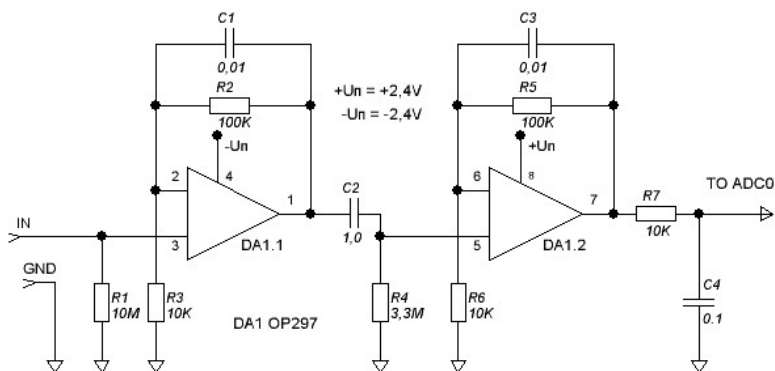 C1
0,01
R2
100K
-Un
4
2
3
1
DA1.1
IN
GND
R1
10M
R3
10K
DA1 OP297
+Un = +2,4V
-Un = -2,4V
C2
1,0
R4
3,3M
C3
0,01
R5
100K
+Un
8
6
5
7
DA1.2
R6
10K
R7
10K
TO ADC0
C4
0.1